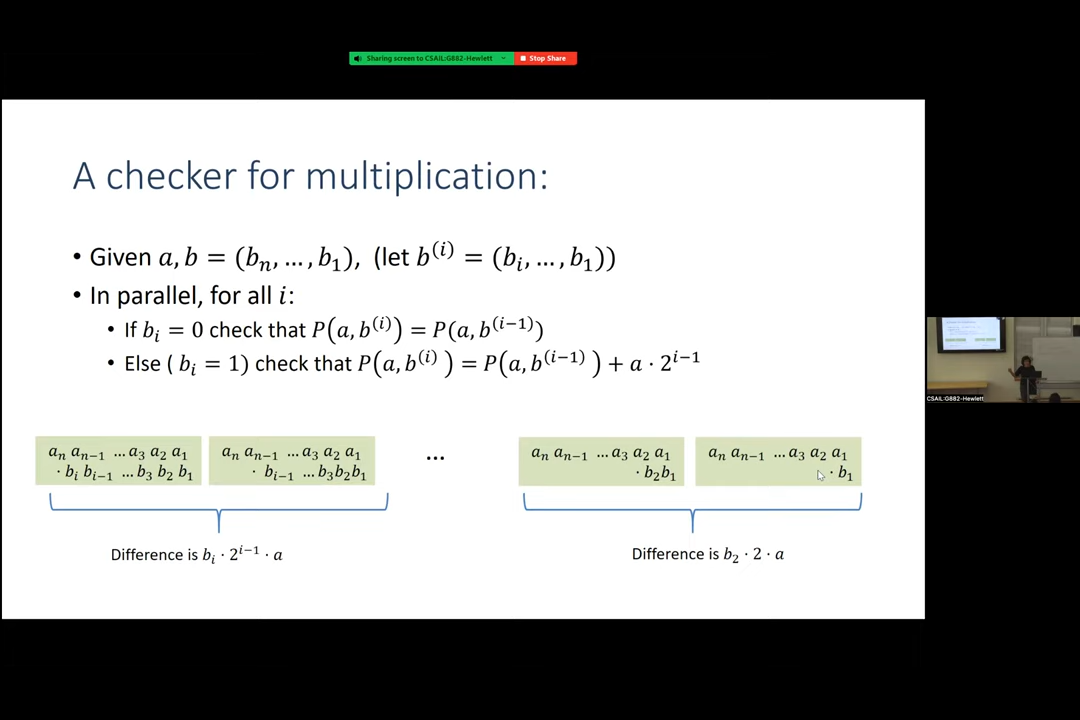 Sharing screen to CSAIL:G882-Hewlett
Stop Share
A checker for multiplication:
• Given a, b = (bₙ, …, b₁), (let b⁽ⁱ⁾ = (bᵢ, …, b₁))
• In parallel, for all i:
• If bᵢ = 0 check that P(a, b⁽ⁱ⁾) = P(a, b⁽ⁱ⁻¹⁾)
• Else ( bᵢ = 1) check that P(a, b⁽ⁱ⁾ ) = P(a, b⁽ⁱ⁻¹⁾ ) + a · 2ⁱ⁻¹
aₙ aₙ₋₁ …a₃ a₂ a₁
· bᵢ bᵢ₋₁ …b₃ b₂ b₁
aₙ aₙ₋₁ …a₃ a₂ a₁
· bᵢ₋₁ …b₃b₂b₁
…
aₙ aₙ₋₁ …a₃ a₂ a₁
· b₂b₁
aₙ aₙ₋₁ …a₃ a₂ a₁
· b₁
Difference is bᵢ · 2ⁱ⁻¹ · a
Difference is b₂ · 2 · a
CSAIL:G882-Hewlett